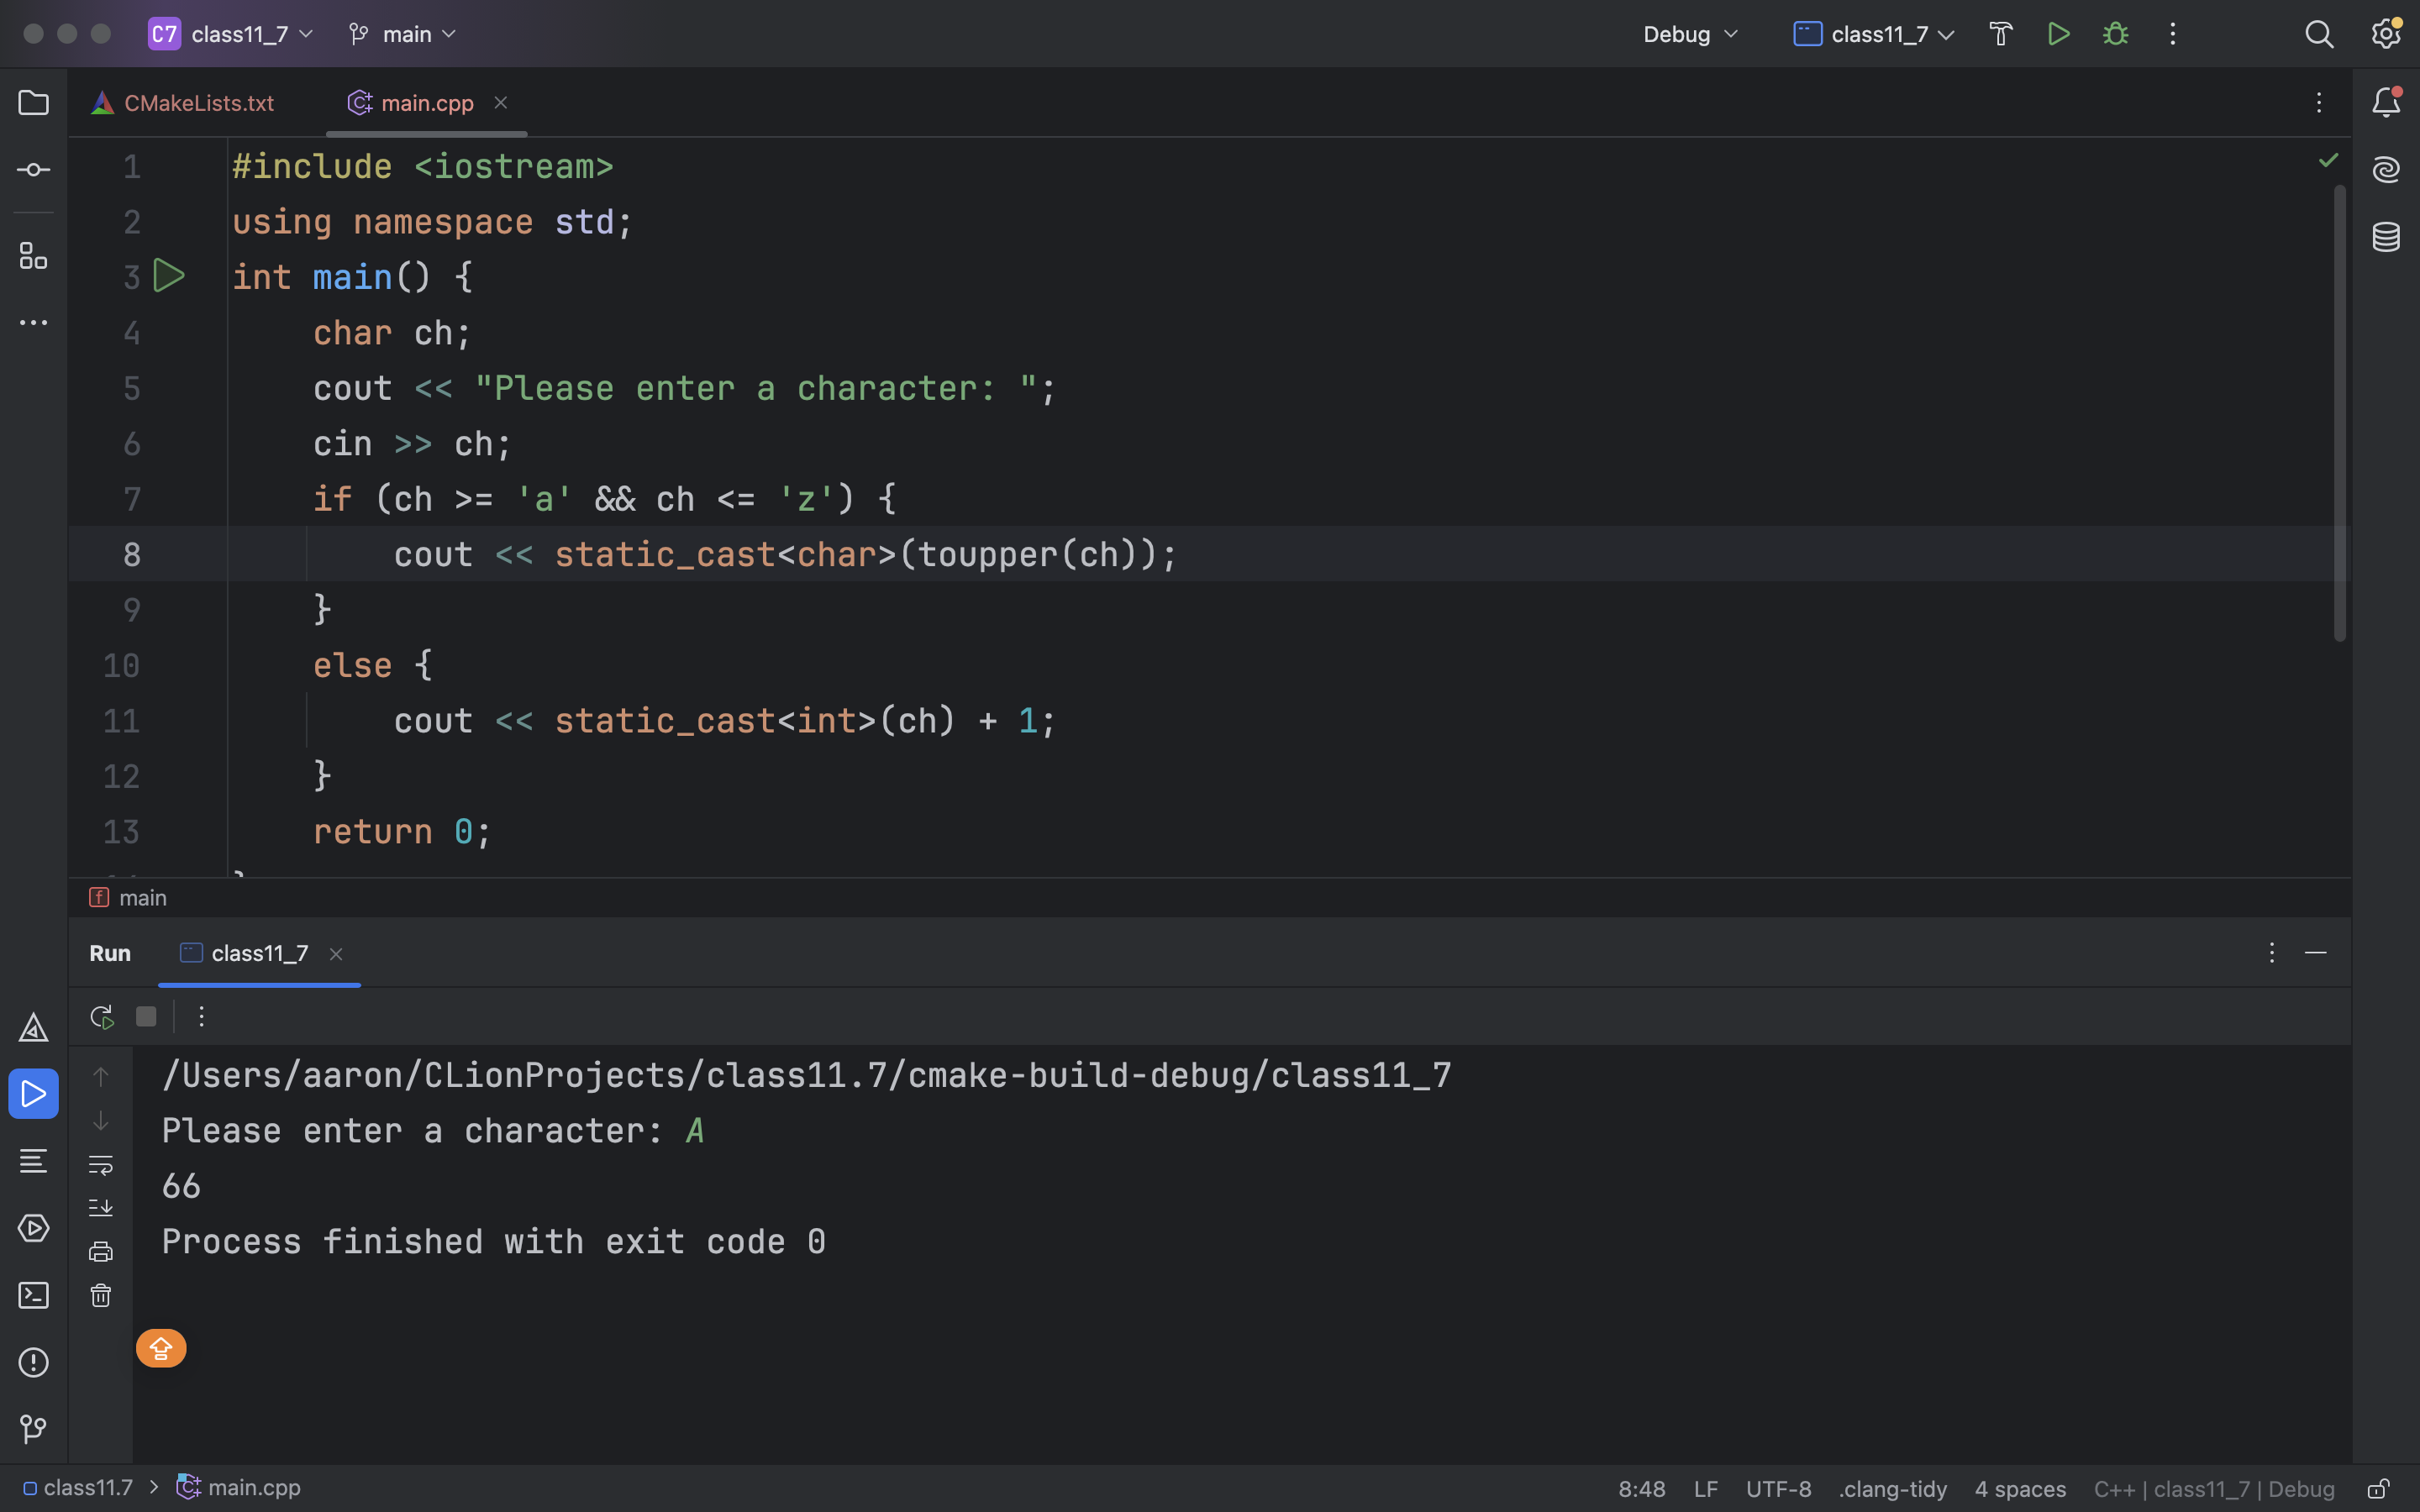 C7 class11_7 main Debug class11_7
CMakeLists.txt main.cpp
1 #include <iostream>
2 using namespace std;
3 int main() {
4 char ch;
5 cout << "Please enter a character: ";
6 cin >> ch;
7 if (ch >= 'a' && ch <= 'z') {
8 cout << static_cast<char>(toupper(ch));
9 }
10 else {
11 cout << static_cast<int>(ch) + 1;
12 }
13 return 0;
f main
Run class11_7
/Users/aaron/CLionProjects/class11.7/cmake-build-debug/class11_7
Please enter a character: A
66
Process finished with exit code 0
class11.7 > main.cpp 8:48 LF UTF-8 .clang-tidy 4 spaces C++ | class11_7 | Debug